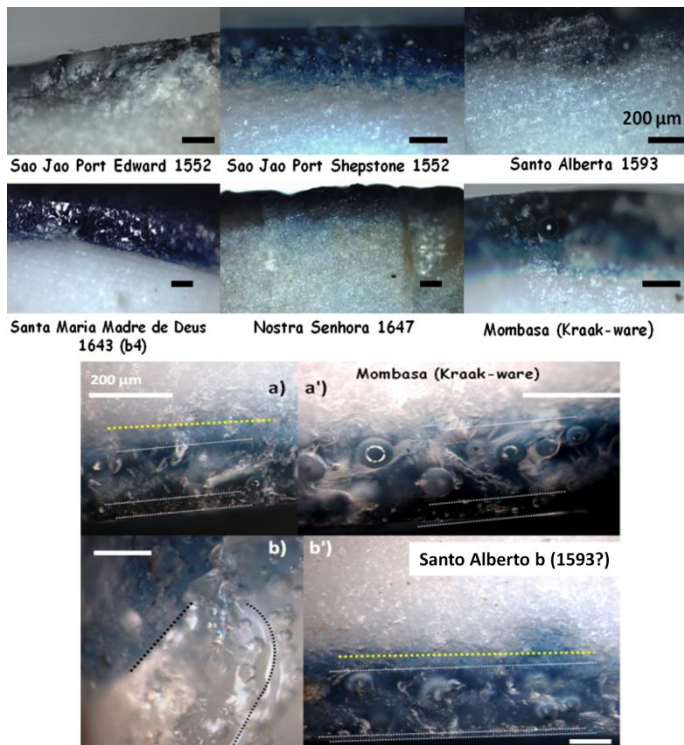 200 µm
Sao Jao Port Edward 1552
Sao Jao Port Shepstone 1552
Santo Alberta 1593
Santa Maria Madre de Deus
1643 (b4)
Nostra Senhora 1647
Mombasa (Kraak-ware)
200 µm
a)
a')
Mombasa (Kraak-ware)
b)
b')
Santo Alberto b (1593?)